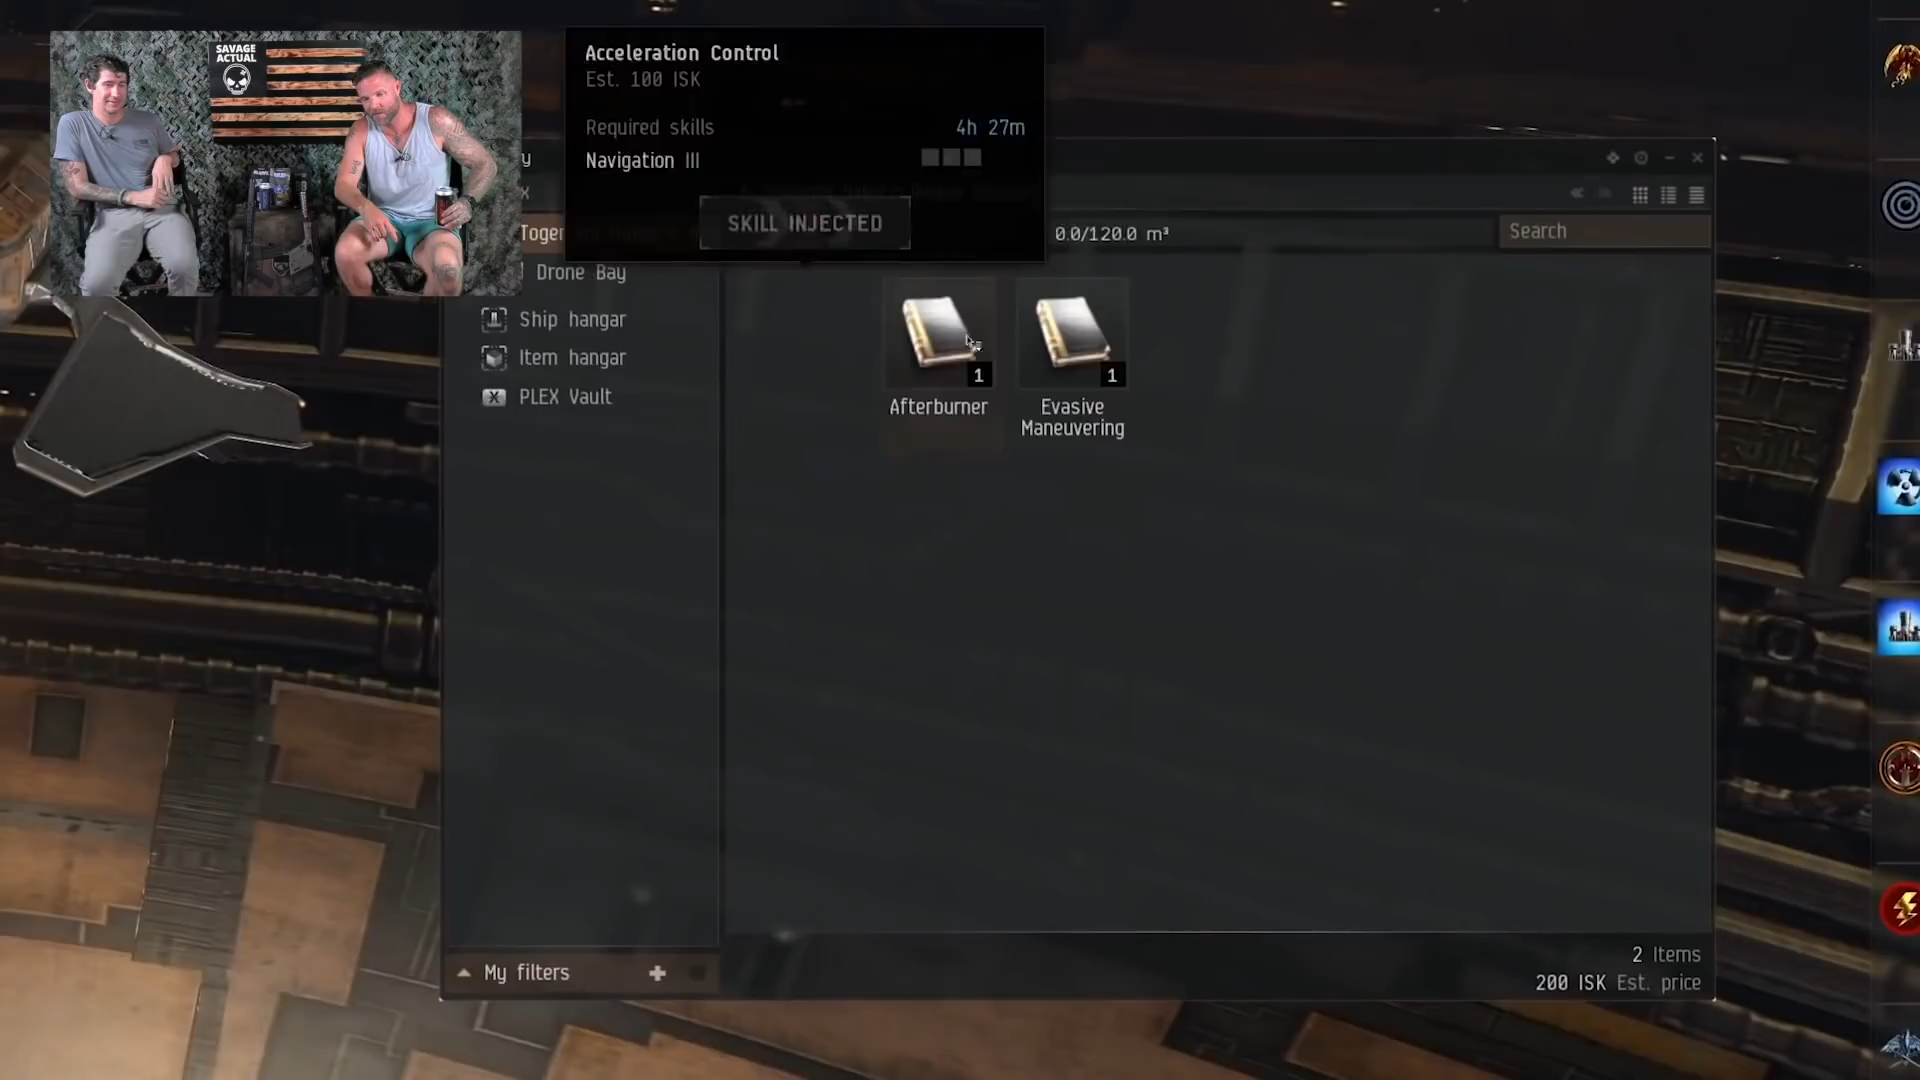 SAVAGE
ACTUAL
Acceleration Control
Est. 100 ISK
Required skills 4h 27m
Navigation III
SKILL INJECTED
0.0/120.0 m³
Search
Drone Bay
Ship hangar
Item hangar
PLEX Vault
1
1
Afterburner
Evasive
Maneuvering
My filters
2 Items
200 ISK Est. price